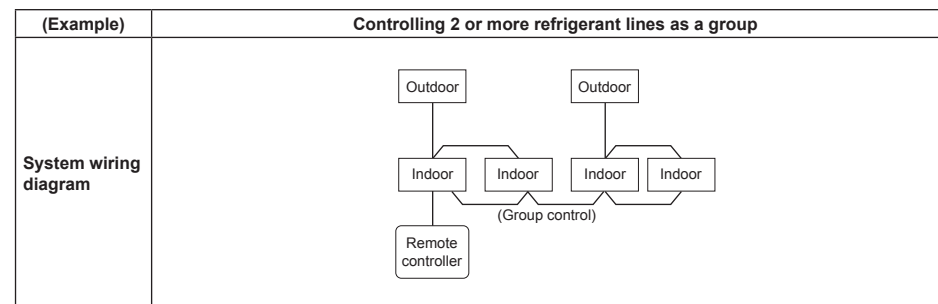 (Example)
Controlling 2 or more refrigerant lines as a group
System wiring
diagram
Outdoor
Outdoor
Indoor
Indoor
Indoor
Indoor
(Group control)
Remote
controller